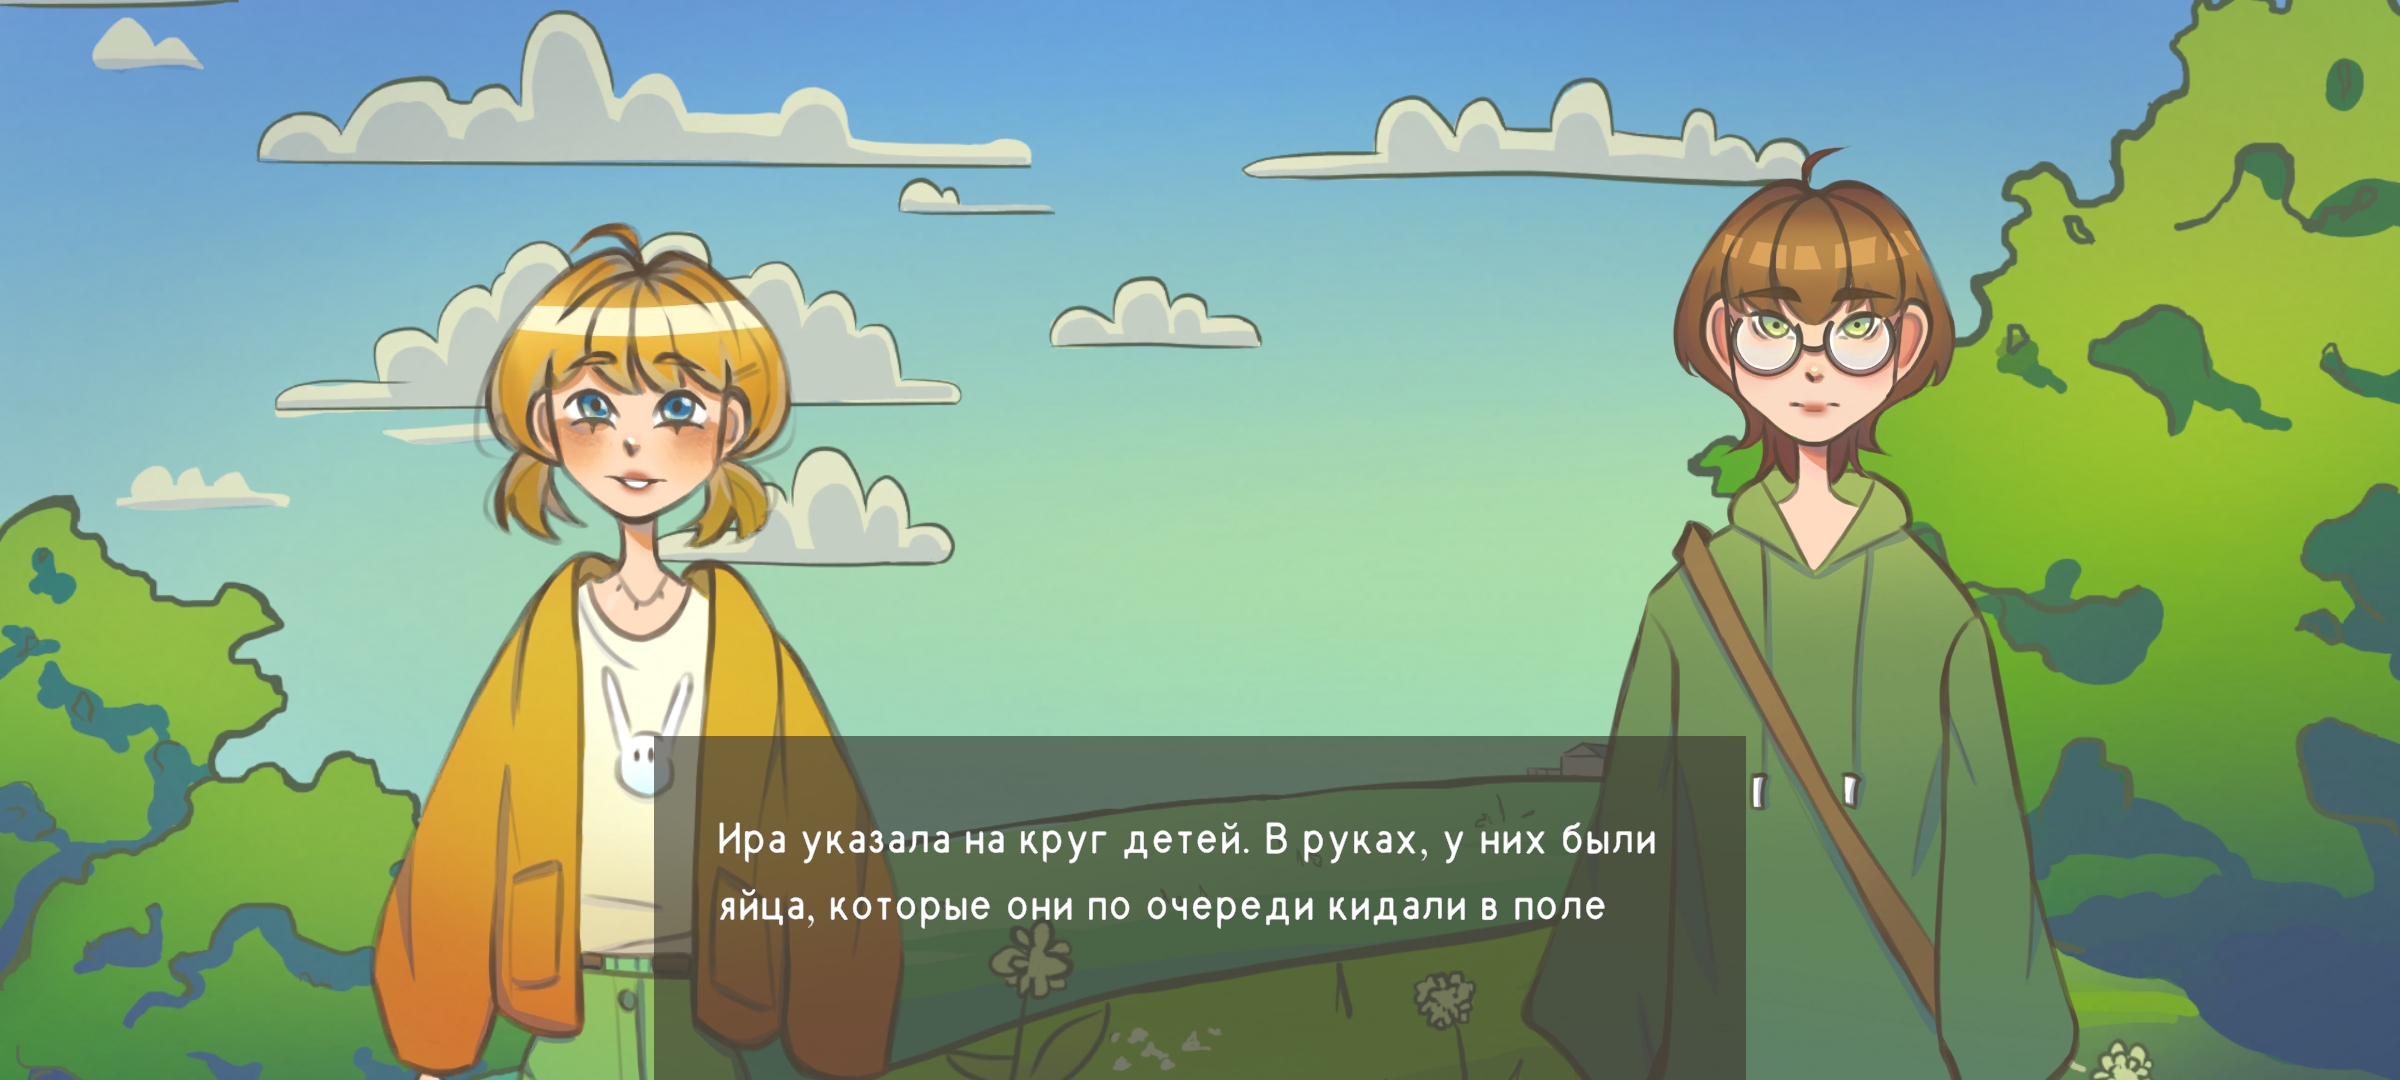 Ира указала на круг детей. В руках, у них были
яйца, которые они по очереди кидали в поле